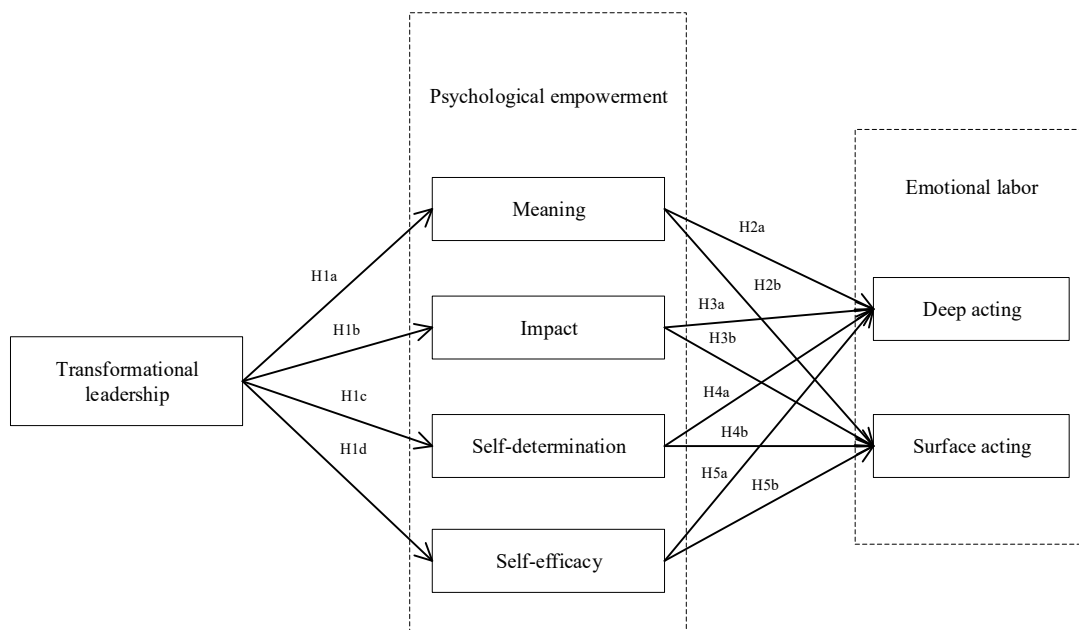 Psychological empowerment
Emotional labor
Meaning
H2a
H1a
H2b
H3a
Deep acting
Impact
H1b
H3b
Transformational
leadership
H1c
H4a
H4b
Self-determination
Surface acting
H1d
H5a
H5b
Self-efficacy